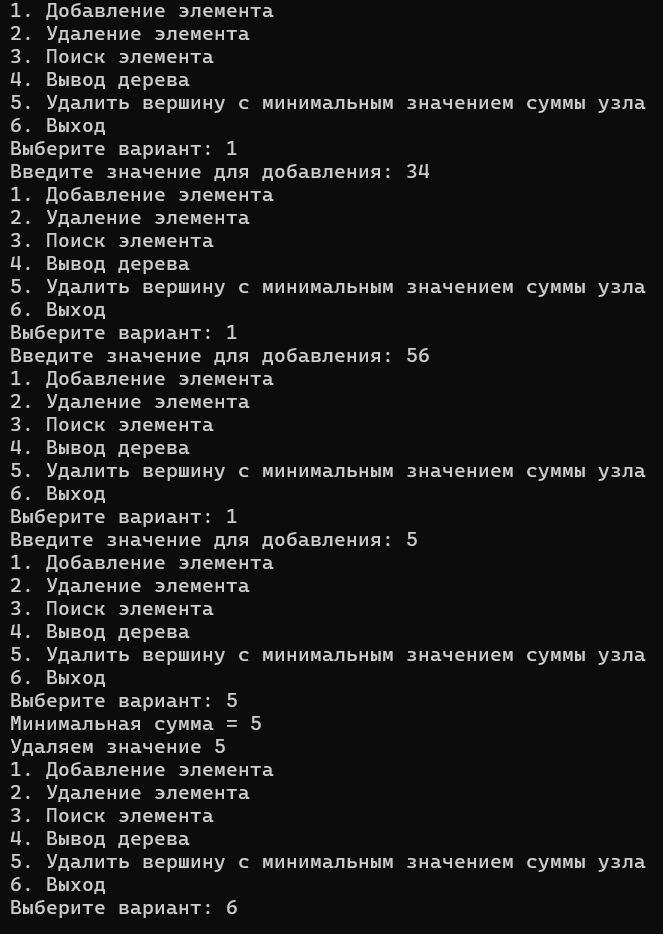 1. Добавление элемента
2. Удаление элемента
3. Поиск элемента
4. Вывод дерева
5. Удалить вершину с минимальным значением суммы узла
6. Выход
Выберите вариант: 1
Введите значение для добавления: 34
1. Добавление элемента
2. Удаление элемента
3. Поиск элемента
4. Вывод дерева
5. Удалить вершину с минимальным значением суммы узла
6. Выход
Выберите вариант: 1
Введите значение для добавления: 56
1. Добавление элемента
2. Удаление элемента
3. Поиск элемента
4. Вывод дерева
5. Удалить вершину с минимальным значением суммы узла
6. Выход
Выберите вариант: 1
Введите значение для добавления: 5
1. Добавление элемента
2. Удаление элемента
3. Поиск элемента
4. Вывод дерева
5. Удалить вершину с минимальным значением суммы узла
6. Выход
Выберите вариант: 5
Минимальная сумма = 5
Удаляем значение 5
1. Добавление элемента
2. Удаление элемента
3. Поиск элемента
4. Вывод дерева
5. Удалить вершину с минимальным значением суммы узла
6. Выход
Выберите вариант: 6